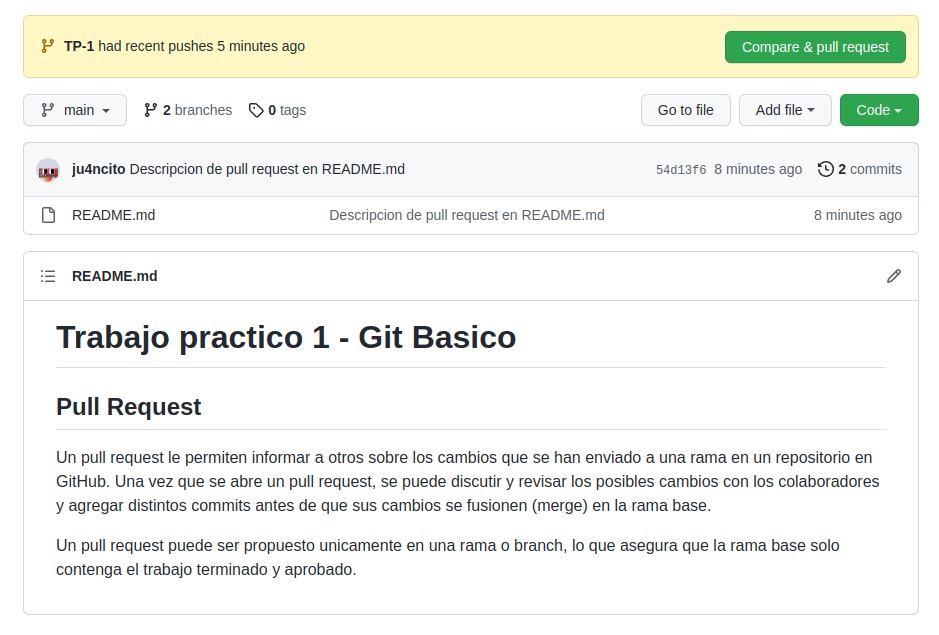 TP-1 had recent pushes 5 minutes ago
Compare & pull request
main
2 branches
0 tags
Go to file
Add file
Code
ju4ncito Descripcion de pull request en README.md
54d13f6 8 minutes ago
2 commits
README.md
Descripcion de pull request en README.md
8 minutes ago
README.md
Trabajo practico 1 - Git Basico
Pull Request
Un pull request le permiten informar a otros sobre los cambios que se han enviado a una rama en un repositorio en
GitHub. Una vez que se abre un pull request, se puede discutir y revisar los posibles cambios con los colaboradores
y agregar distintos commits antes de que sus cambios se fusionen (merge) en la rama base.
Un pull request puede ser propuesto unicamente en una rama o branch, lo que asegura que la rama base solo
contenga el trabajo terminado y aprobado.